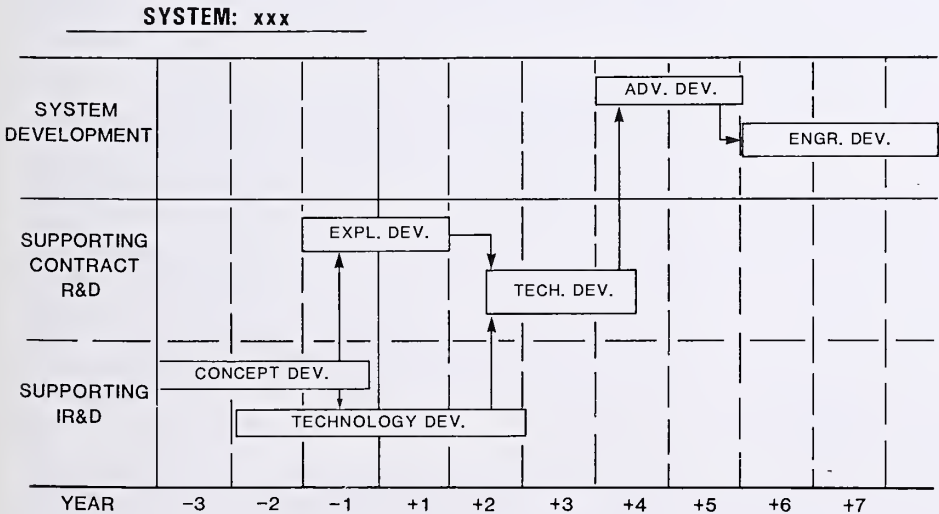 SYSTEM: xxx
SYSTEM
DEVELOPMENT
ADV. DEV.
ENGR. DEV.
SUPPORTING
CONTRACT
R&D
EXPL. DEV.
TECH. DEV.
SUPPORTING
IR&D
CONCEPT DEV.
TECHNOLOGY DEV.
YEAR -3 -2 -1 +1 +2 +3 +4 +5 +6 +7